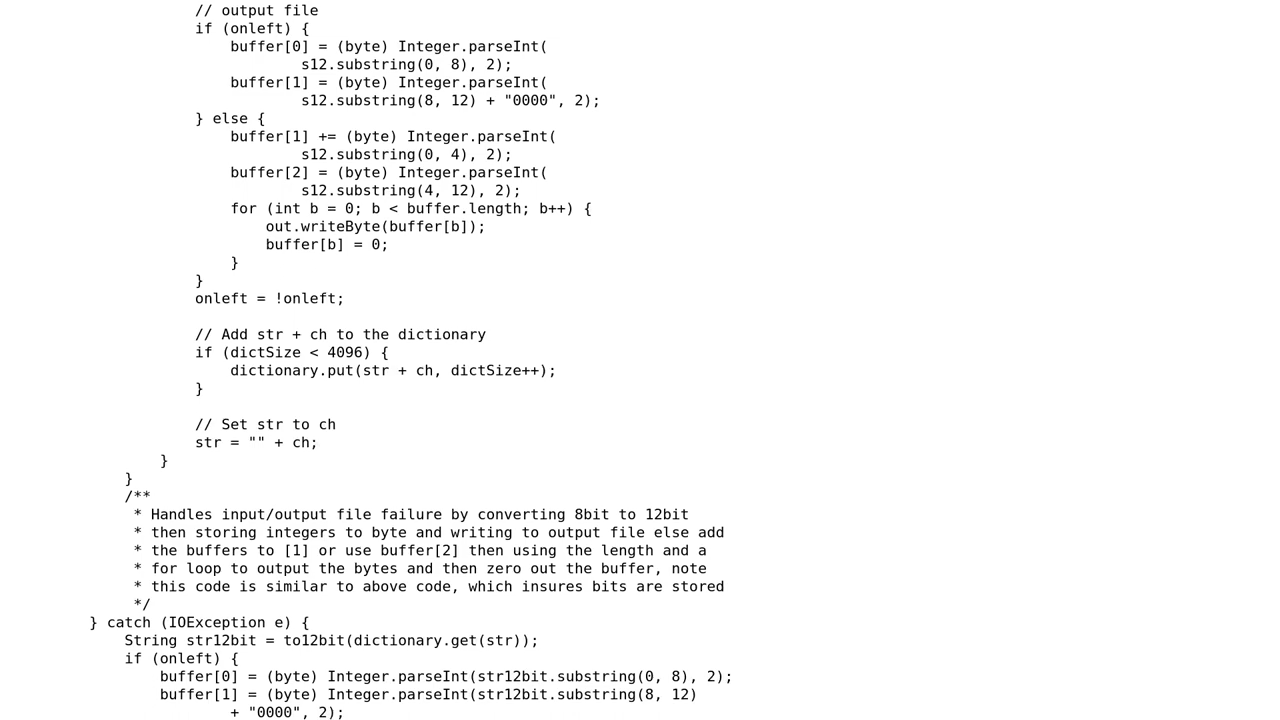 // output file
if (onleft) {
buffer[0] = (byte) Integer.parseInt(
s12.substring(0, 8), 2);
buffer[1] = (byte) Integer.parseInt(
s12.substring(8, 12) + "0000", 2);
} else {
buffer[1] += (byte) Integer.parseInt(
s12.substring(0, 4), 2);
buffer[2] = (byte) Integer.parseInt(
s12.substring(4, 12), 2);
for (int b = 0; b < buffer.length; b++) {
out.writeByte(buffer[b]);
buffer[b] = 0;
}
}
onleft = !onleft;
// Add str + ch to the dictionary
if (dictSize < 4096) {
dictionary.put(str + ch, dictSize++);
}
// Set str to ch
str = "" + ch;
}
}
/**
* Handles input/output file failure by converting 8bit to 12bit
* then storing integers to byte and writing to output file else add
* the buffers to [1] or use buffer[2] then using the length and a
* for loop to output the bytes and then zero out the buffer, note
* this code is similar to above code, which insures bits are stored
*/
} catch (IOException e) {
String str12bit = to12bit(dictionary.get(str));
if (onleft) {
buffer[0] = (byte) Integer.parseInt(str12bit.substring(0, 8), 2);
buffer[1] = (byte) Integer.parseInt(str12bit.substring(8, 12)
+ "0000", 2);